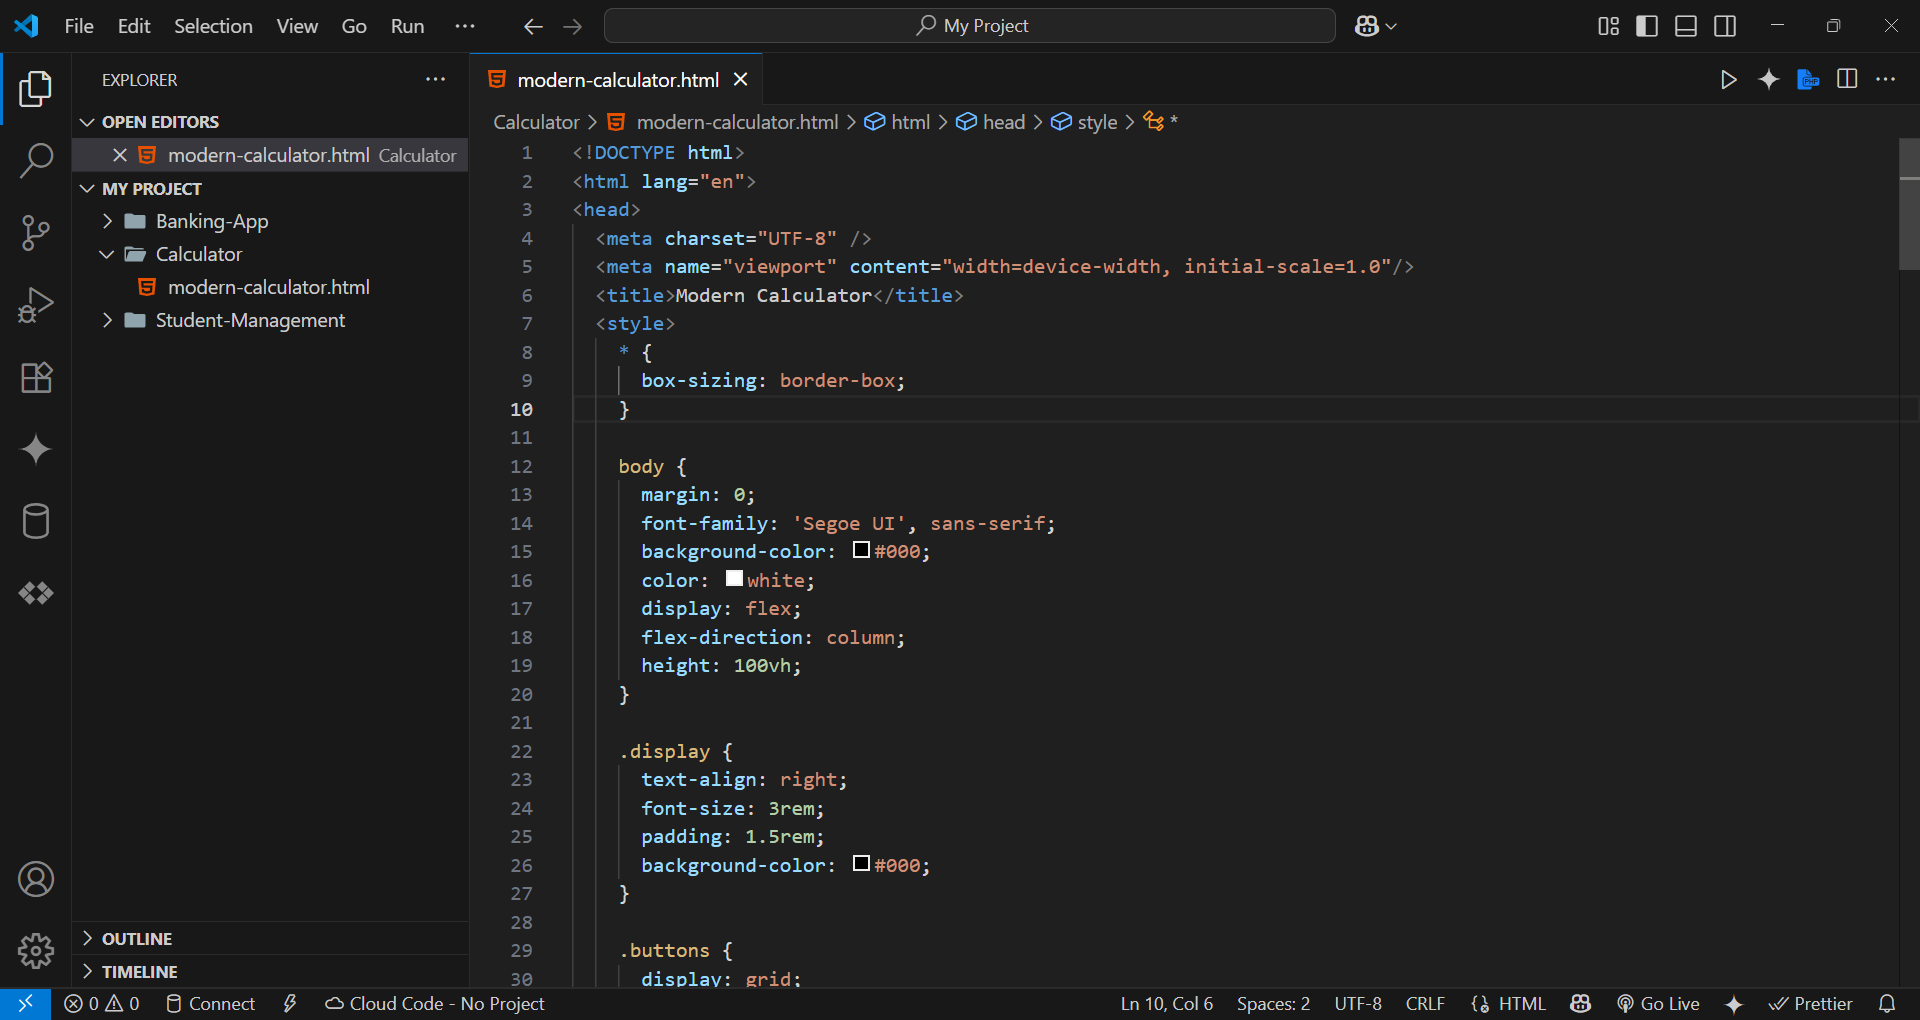 File Edit Selection View Go Run ··· My Project
EXPLORER ···
OPEN EDITORS
modern-calculator.html Calculator
MY PROJECT
Banking-App
Calculator
modern-calculator.html
Student-Management
OUTLINE
TIMELINE
modern-calculator.html
Calculator > modern-calculator.html > html > head > style > *
1 <!DOCTYPE html>
2 <html lang="en">
3 <head>
4 <meta charset="UTF-8" />
5 <meta name="viewport" content="width=device-width, initial-scale=1.0"/>
6 <title>Modern Calculator</title>
7 <style>
8 * {
9 box-sizing: border-box;
10 }
11
12 body {
13 margin: 0;
14 font-family: 'Segoe UI', sans-serif;
15 background-color: #000;
16 color: white;
17 display: flex;
18 flex-direction: column;
19 height: 100vh;
20 }
21
22 .display {
23 text-align: right;
24 font-size: 3rem;
25 padding: 1.5rem;
26 background-color: #000;
27 }
28
29 .buttons {
30 display: grid;
0 0 Connect Cloud Code - No Project Ln 10, Col 6 Spaces: 2 UTF-8 CRLF {} HTML Go Live Prettier